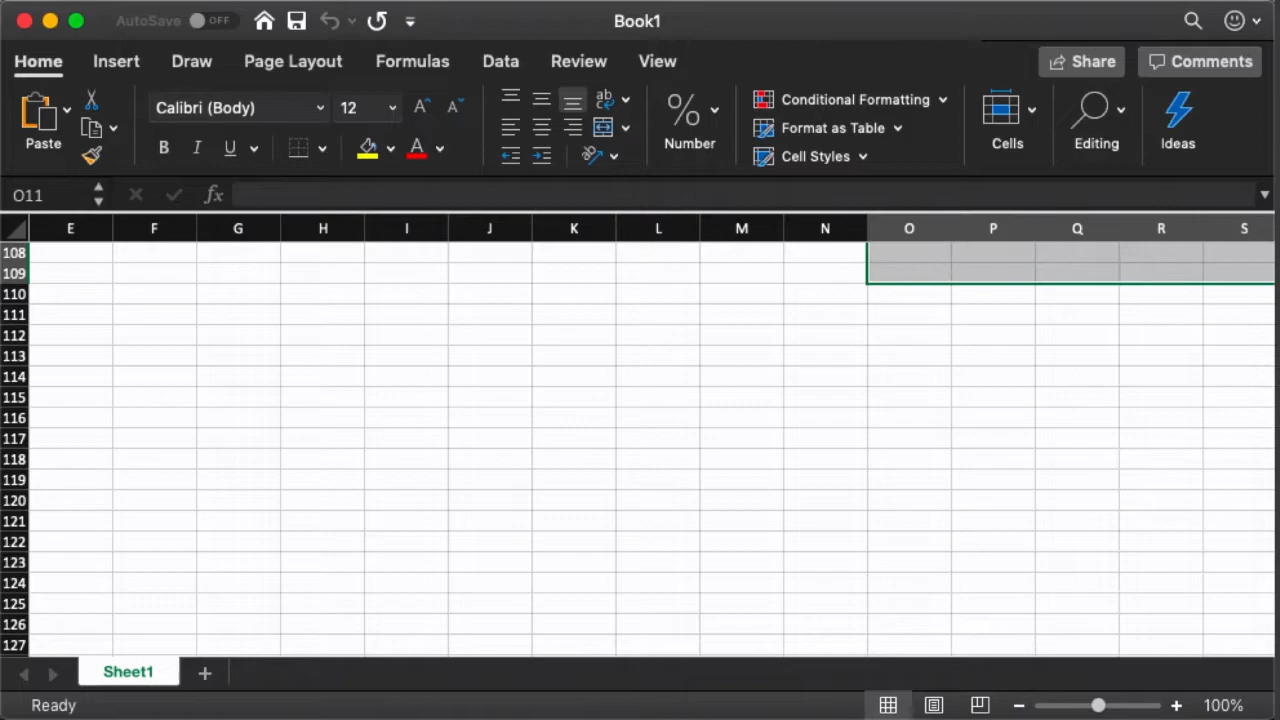 AutoSave OFF Book1
Home Insert Draw Page Layout Formulas Data Review View Share Comments
Calibri (Body) 12 A A ab c % Conditional Formatting
Paste B I U A Number Format as Table Cells Editing Ideas
Cell Styles
O11 fx
E F G H I J K L M N O P Q R S
108
109
110
111
112
113
114
115
116
117
118
119
120
121
122
123
124
125
126
127
Sheet1 +
Ready 100%